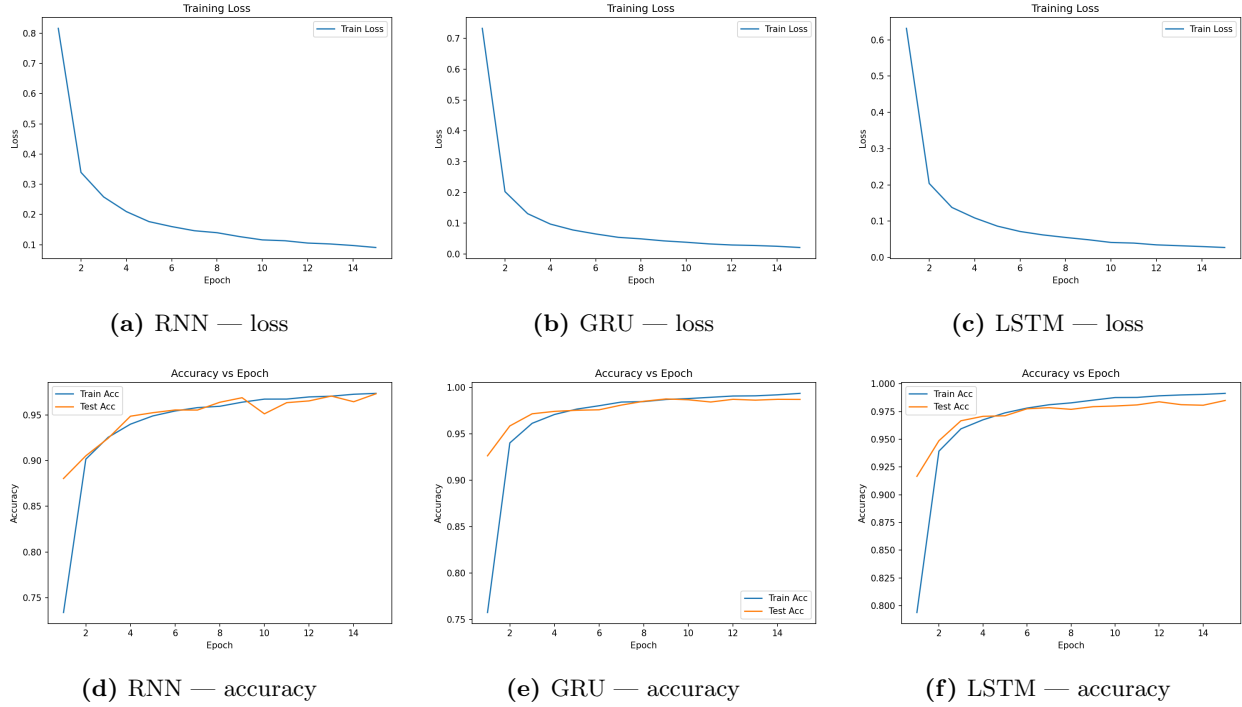 Training Loss
Train Loss
0.8
0.7
0.6
0.5
0.4
0.3
0.2
0.1
Loss
2 4 6 8 10 12 14
Epoch
(a) RNN — loss
Training Loss
Train Loss
0.7
0.6
0.5
0.4
0.3
0.2
0.1
0.0
Loss
2 4 6 8 10 12 14
Epoch
(b) GRU — loss
Training Loss
Train Loss
0.6
0.5
0.4
0.3
0.2
0.1
0.0
Loss
2 4 6 8 10 12 14
Epoch
(c) LSTM — loss
Accuracy vs Epoch
Train Acc
Test Acc
0.95
0.90
0.85
0.80
0.75
Accuracy
2 4 6 8 10 12 14
Epoch
(d) RNN — accuracy
Accuracy vs Epoch
1.00
0.95
0.90
0.85
0.80
0.75
Accuracy
Train Acc
Test Acc
2 4 6 8 10 12 14
Epoch
(e) GRU — accuracy
Accuracy vs Epoch
Train Acc
Test Acc
1.000
0.975
0.950
0.925
0.900
0.875
0.850
0.825
0.800
Accuracy
2 4 6 8 10 12 14
Epoch
(f) LSTM — accuracy